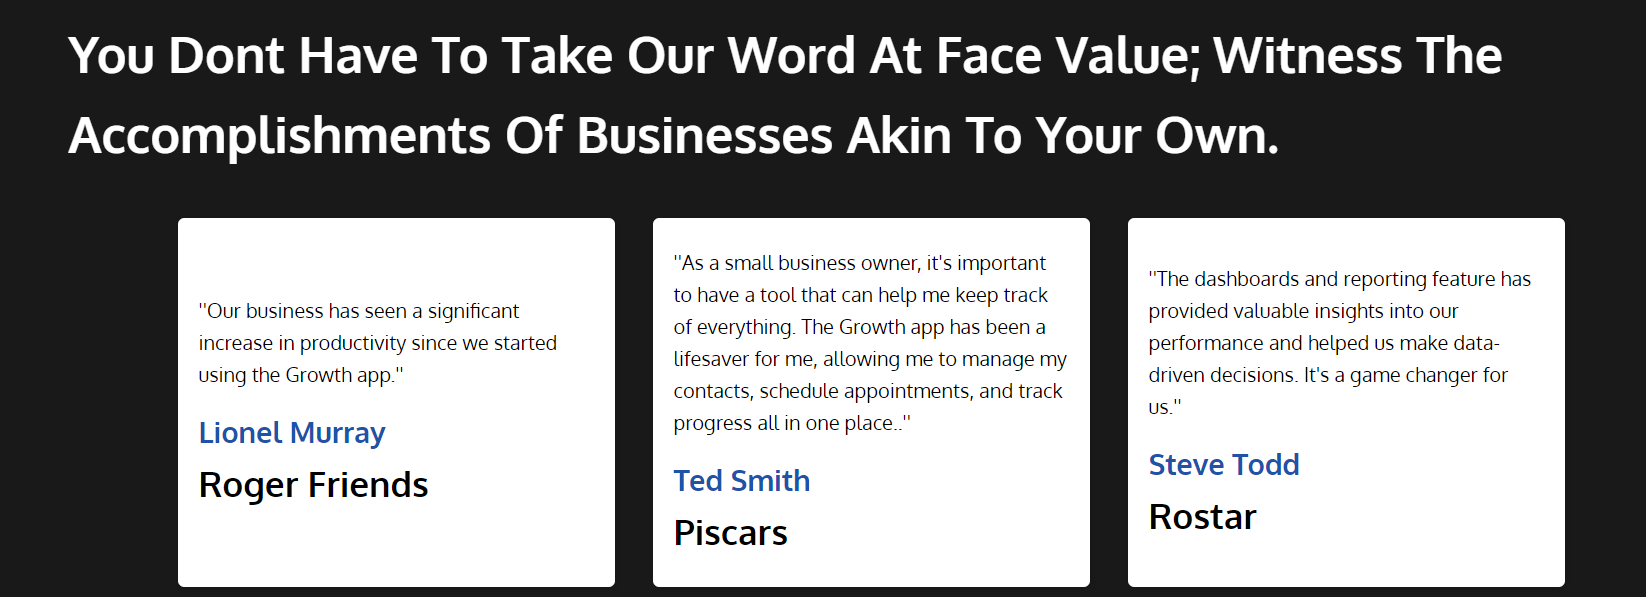 You Dont Have To Take Our Word At Face Value; Witness The
Accomplishments Of Businesses Akin To Your Own.
"Our business has seen a significant
increase in productivity since we started
using the Growth app."
Lionel Murray
Roger Friends
"As a small business owner, it's important
to have a tool that can help me keep track
of everything. The Growth app has been a
lifesaver for me, allowing me to manage my
contacts, schedule appointments, and track
progress all in one place.."
Ted Smith
Piscars
"The dashboards and reporting feature has
provided valuable insights into our
performance and helped us make data-
driven decisions. It's a game changer for
us."
Steve Todd
Rostar